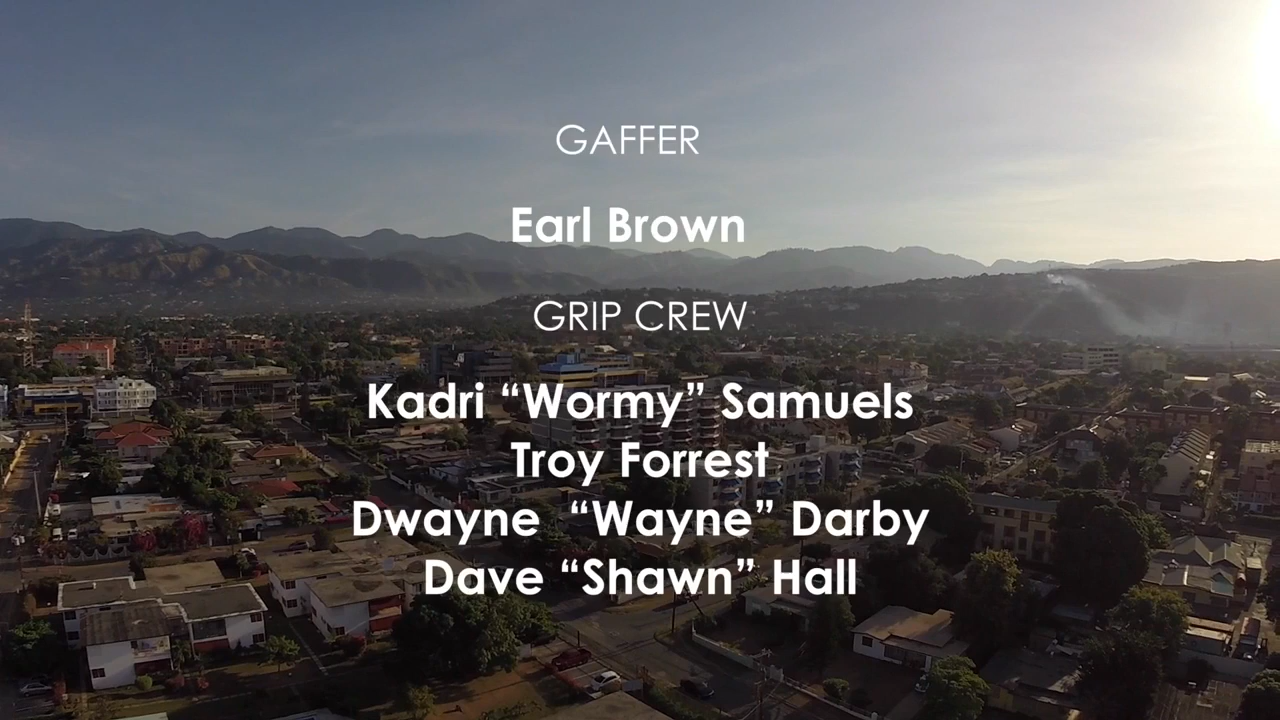 GAFFER
Earl Brown
GRIP CREW
Kadri “Wormy” Samuels
Troy Forrest
Dwayne  “Wayne” Darby
Dave “Shawn” Hall